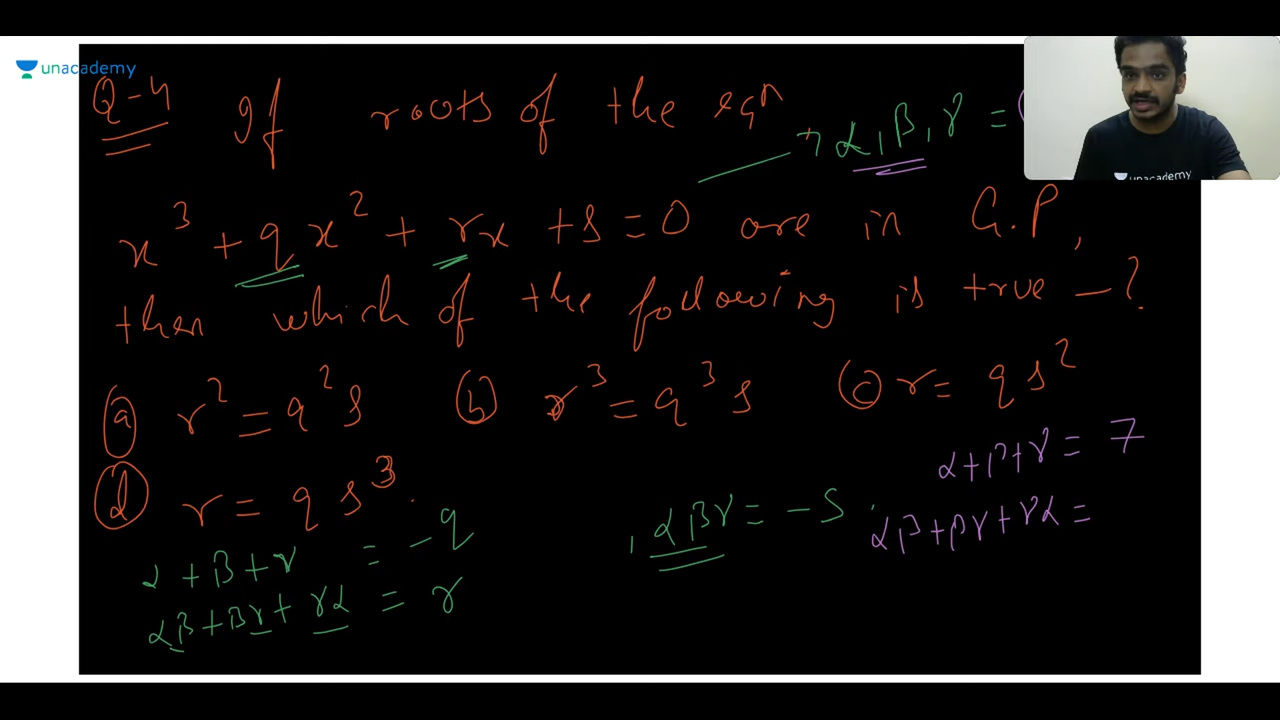 unacademy
Q-4 If roots of the eqn
→ α, β, γ =
x³ + qx² + rx + s = 0 are in G.P,
then which of the following is true -?
(a) r² = q²s (b) r³ = q³s (c) r = qs²
(d) r = qs³.
α+β+γ = 7
α+β+γ = -q
, αβγ = -s .
αβ+βγ+γα =
αβ+βγ+γα = r
unacademy